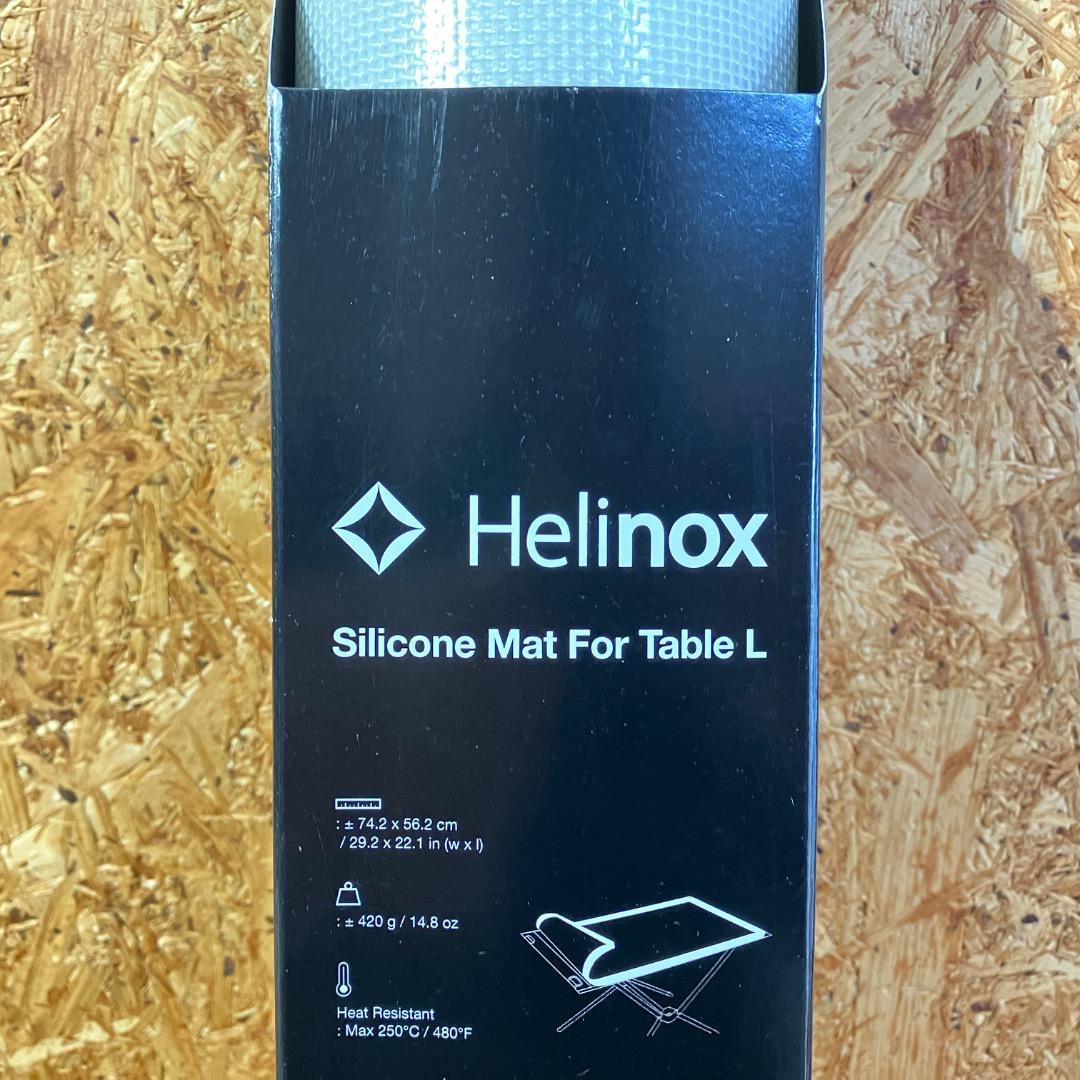 Helinox
Silicone Mat For Table L
: ± 74.2 x 56.2 cm
/ 29.2 x 22.1 in (w x l)
: ± 420 g / 14.8 oz
Heat Resistant
: Max 250°C / 480°F